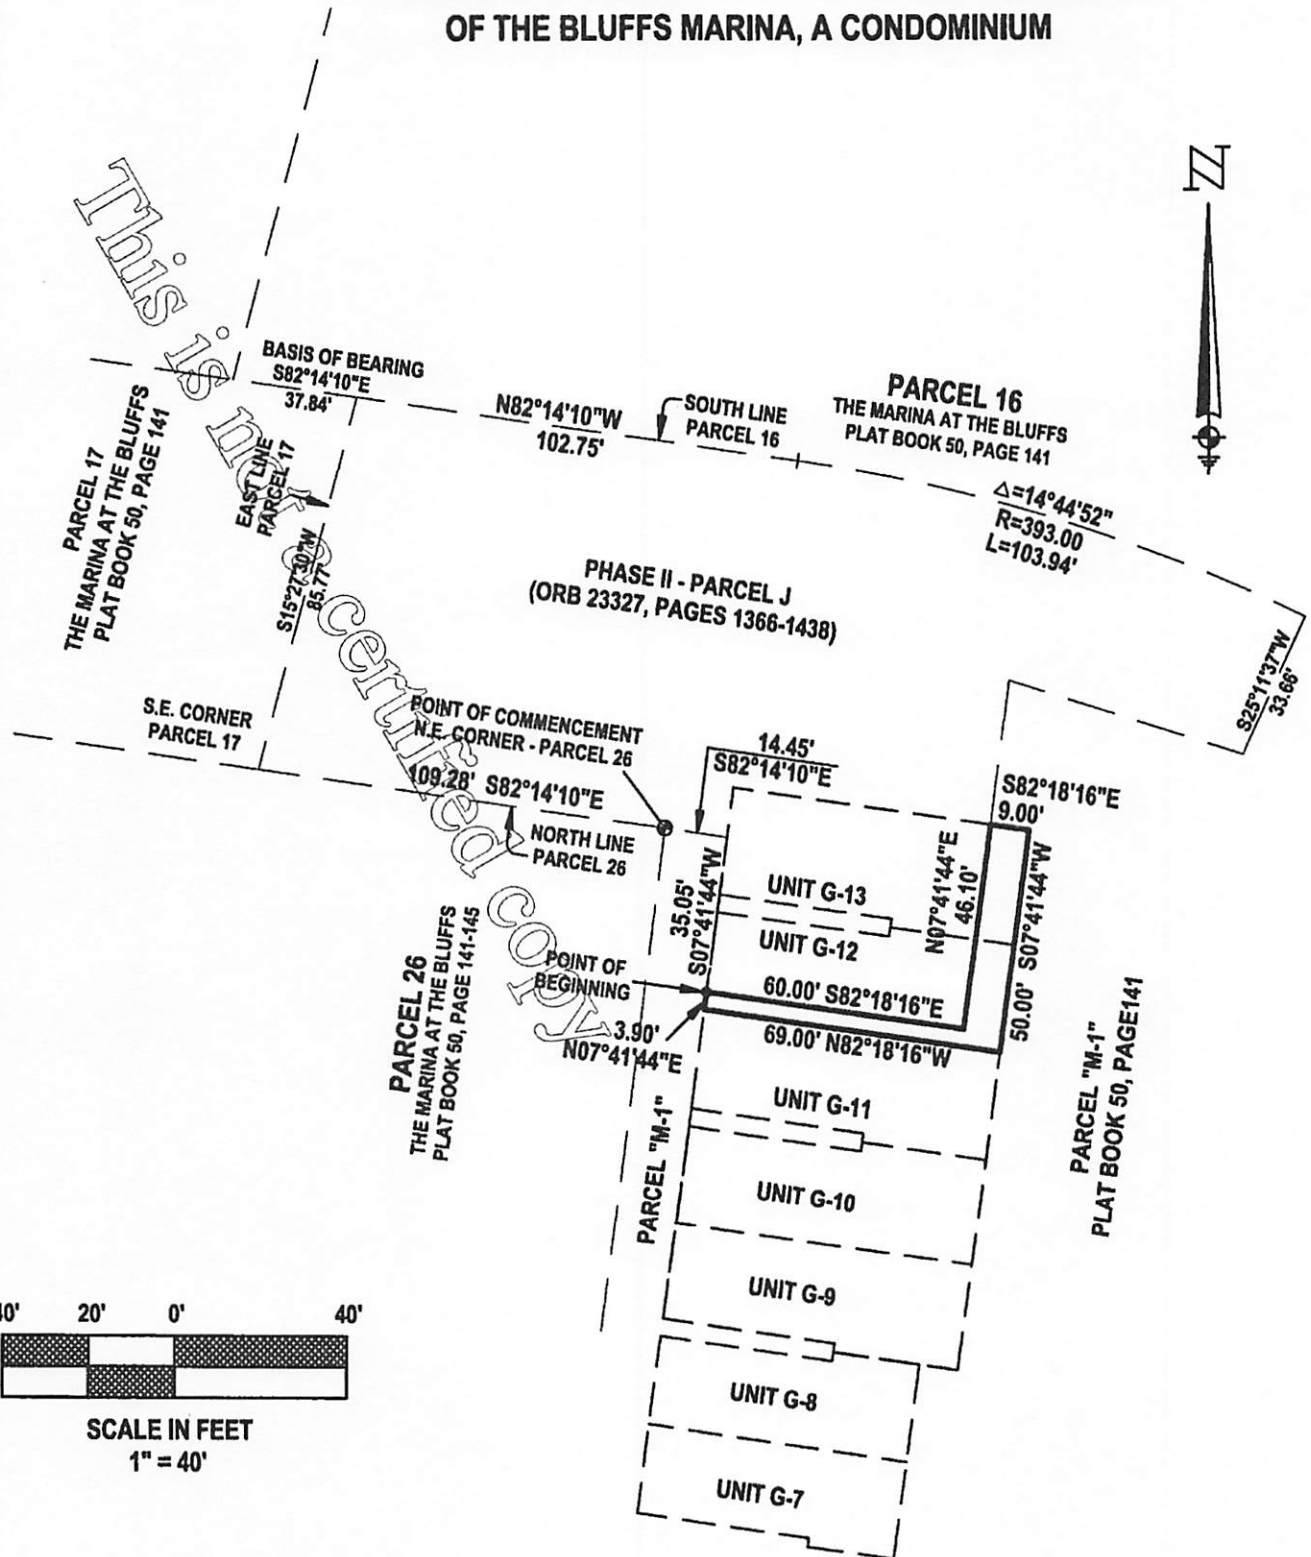 OF THE BLUFFS MARINA, A CONDOMINIUM
N
This is not a certified copy
BASIS OF BEARING
S82°14'10"E
37.84'
N82°14'10"W
102.75'
SOUTH LINE
PARCEL 16
PARCEL 16
THE MARINA AT THE BLUFFS
PLAT BOOK 50, PAGE 141
PARCEL 17
THE MARINA AT THE BLUFFS
PLAT BOOK 50, PAGE 141
EAST LINE
PARCEL 17
S15°27'30"W
85.77'
Δ=14°44'52"
R=393.00
L=103.94'
PHASE II - PARCEL J
(ORB 23327, PAGES 1366-1438)
S25°11'37"W
33.66'
S.E. CORNER
PARCEL 17
POINT OF COMMENCEMENT
N.E. CORNER - PARCEL 26
109.28' S82°14'10"E
14.45'
S82°14'10"E
S82°18'16"E
9.00'
NORTH LINE
PARCEL 26
35.05'
S07°41'44"W
UNIT G-13
UNIT G-12
N07°41'44"E
46.10'
50.00' S07°41'44"W
PARCEL 26
THE MARINA AT THE BLUFFS
PLAT BOOK 50, PAGE 141-145
POINT OF
BEGINNING
60.00' S82°18'16"E
3.90'
N07°41'44"E
69.00' N82°18'16"W
PARCEL "M-1"
PLAT BOOK 50, PAGE141
PARCEL "M-1"
UNIT G-11
UNIT G-10
UNIT G-9
UNIT G-8
UNIT G-7
40' 20' 0' 40'
SCALE IN FEET
1" = 40'